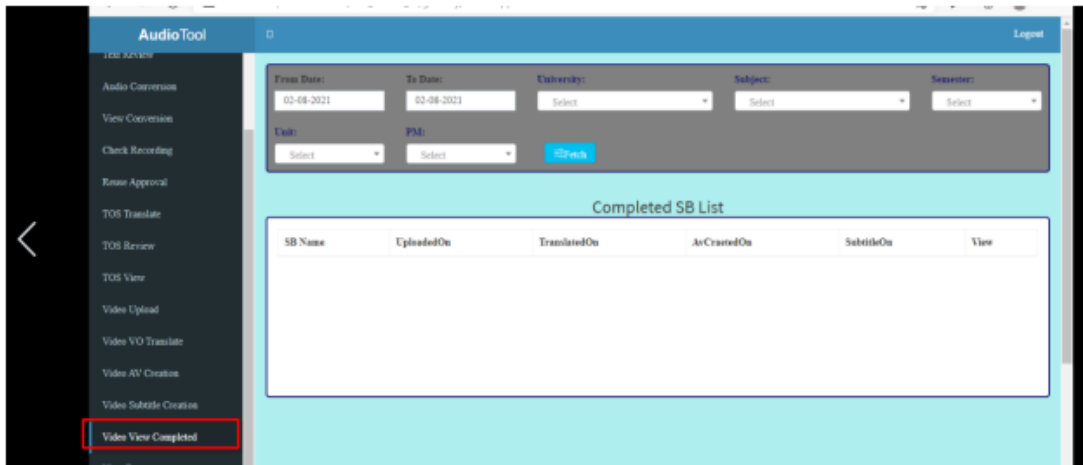 AudioTool
Logout
Text Review
Audio Conversion
View Conversion
Check Recording
Reuse Approval
TOS Translate
TOS Review
TOS View
Video Upload
Video VO Translate
Video AV Creation
Video Subtitle Creation
Video View Completed
From Date: To Date: University: Subject: Semester:
02-08-2021 02-08-2021 Select Select Select
Unit: PM:
Select Select Fetch
Completed SB List
SB Name UploadedOn TranslatedOn AvCraetedOn SubtitleOn View